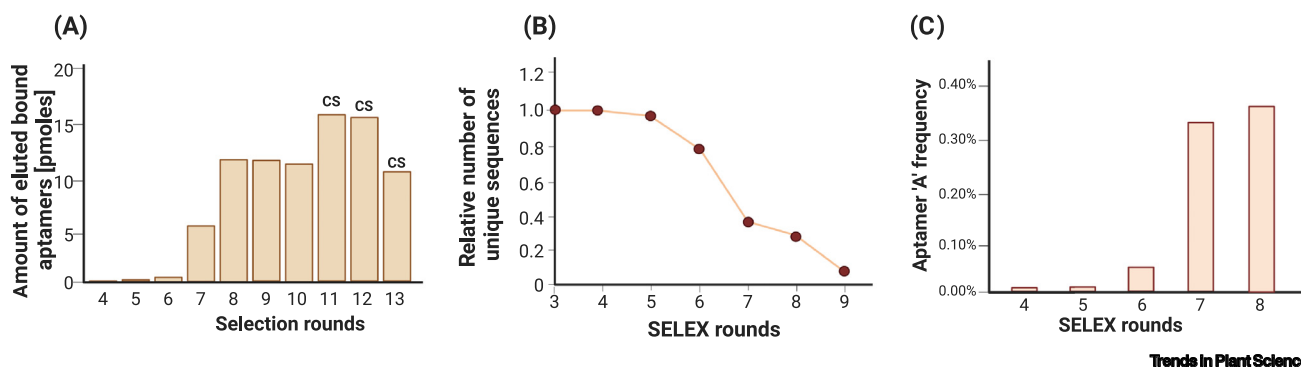 (A)
Amount of eluted bound
aptamers [pmoles]
20
15
10
5
0
cs
cs
cs
4 5 6 7 8 9 10 11 12 13
Selection rounds
(B)
Relative number of
unique sequences
1.2
1.0
0.8
0.6
0.4
0.2
0
3 4 5 6 7 8 9
SELEX rounds
(C)
Aptamer 'A' frequency
0.40%
0.30%
0.20%
0.10%
0.00%
4 5 6 7 8
SELEX rounds
Trends in Plant Scienc